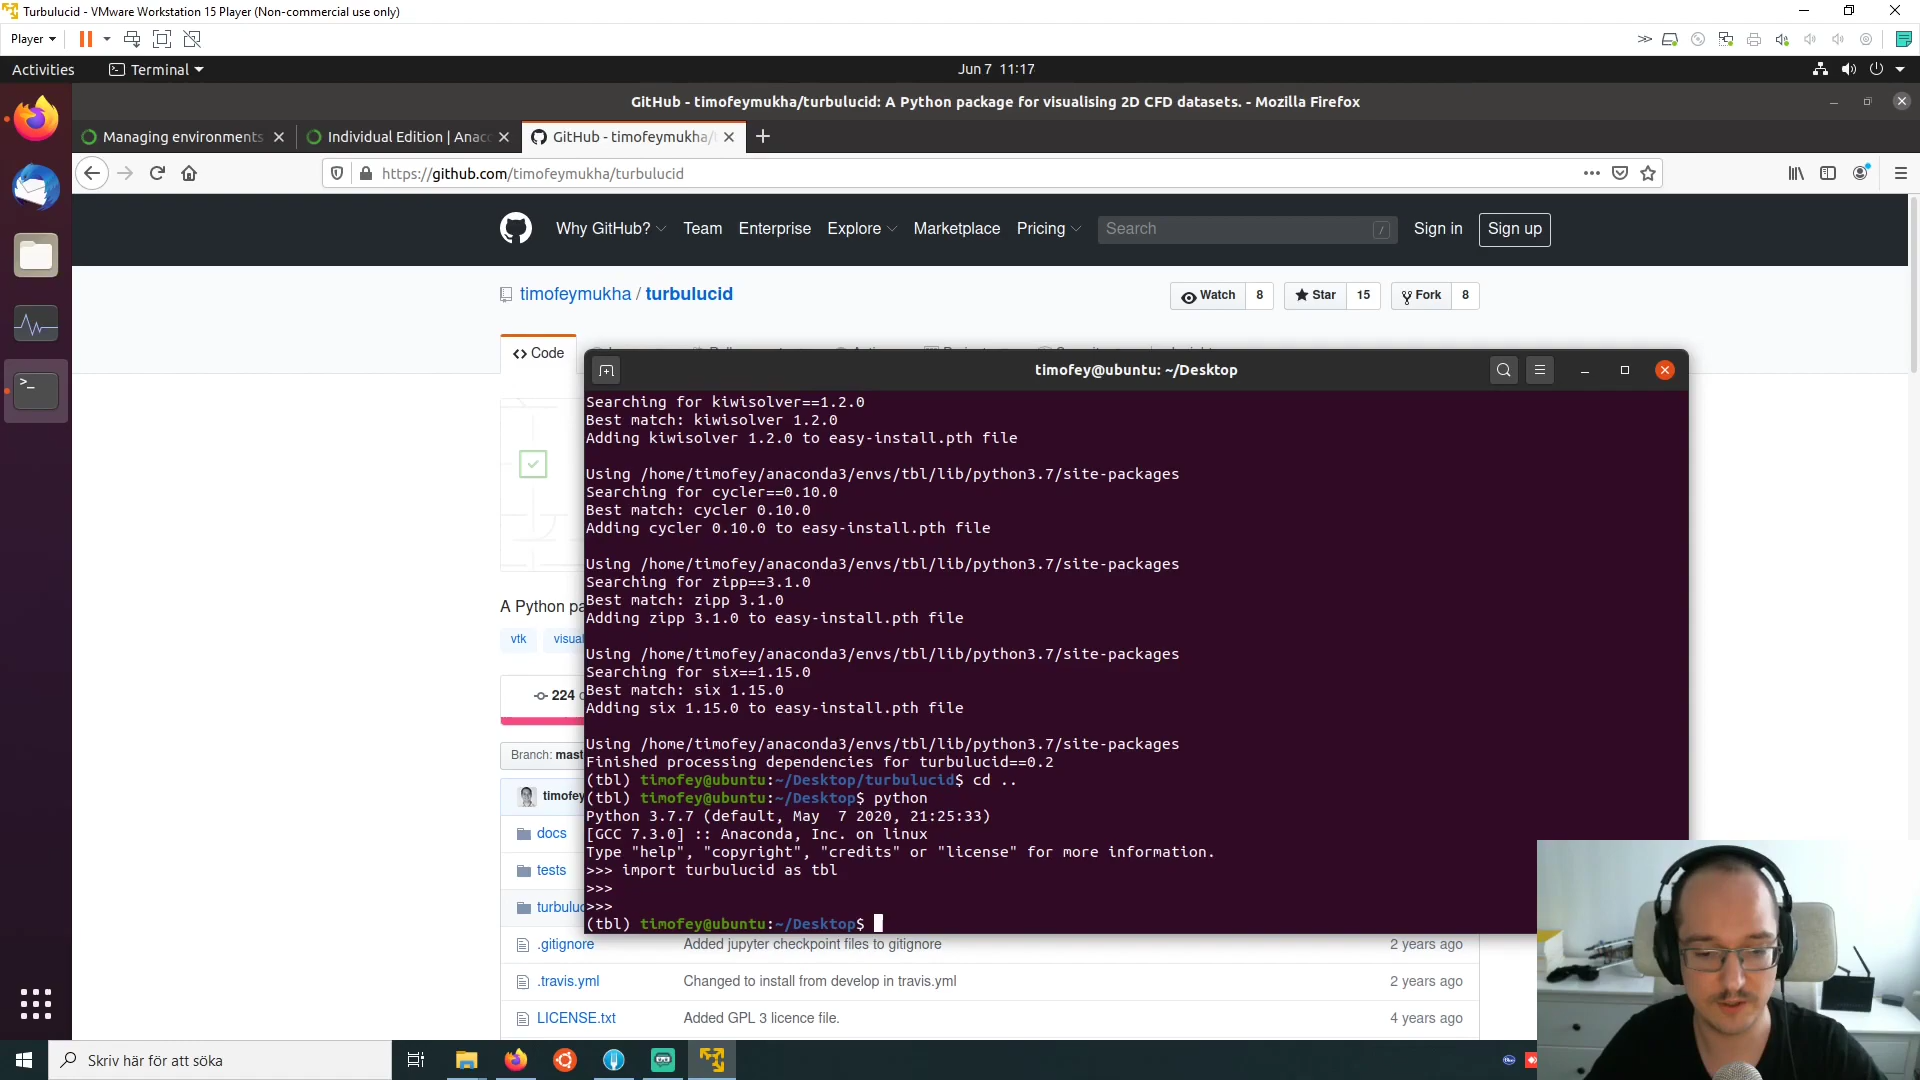 Turbulucid - VMware Workstation 15 Player (Non-commercial use only)
Player
Activities
Terminal
Jun 7 11:17
GitHub - timofeymukha/turbulucid: A Python package for visualising 2D CFD datasets. - Mozilla Firefox
Managing environments
Individual Edition | Anac
GitHub - timofeymukha/
https://github.com/timofeymukha/turbulucid
Why GitHub?
Team
Enterprise
Explore
Marketplace
Pricing
Search
/
Sign in
Sign up
timofeymukha / turbulucid
Watch 8
Star 15
Fork 8
Code
timofey@ubuntu: ~/Desktop
Searching for kiwisolver==1.2.0
Best match: kiwisolver 1.2.0
Adding kiwisolver 1.2.0 to easy-install.pth file
Using /home/timofey/anaconda3/envs/tbl/lib/python3.7/site-packages
Searching for cycler==0.10.0
Best match: cycler 0.10.0
Adding cycler 0.10.0 to easy-install.pth file
Using /home/timofey/anaconda3/envs/tbl/lib/python3.7/site-packages
Searching for zipp==3.1.0
Best match: zipp 3.1.0
Adding zipp 3.1.0 to easy-install.pth file
Using /home/timofey/anaconda3/envs/tbl/lib/python3.7/site-packages
Searching for six==1.15.0
Best match: six 1.15.0
Adding six 1.15.0 to easy-install.pth file
Using /home/timofey/anaconda3/envs/tbl/lib/python3.7/site-packages
Finished processing dependencies for turbulucid==0.2
(tbl) timofey@ubuntu:~/Desktop/turbulucid$ cd ..
(tbl) timofey@ubuntu:~/Desktop$ python
Python 3.7.7 (default, May  7 2020, 21:25:33)
[GCC 7.3.0] :: Anaconda, Inc. on linux
Type "help", "copyright", "credits" or "license" for more information.
>>> import turbulucid as tbl
>>>
>>>
(tbl) timofey@ubuntu:~/Desktop$
A Python pa
vtk
visual
224 c
Branch: mast
timofey
docs
tests
turbuluc
.gitignore
Added jupyter checkpoint files to gitignore
2 years ago
.travis.yml
Changed to install from develop in travis.yml
2 years ago
LICENSE.txt
Added GPL 3 licence file.
4 years ago
Skriv här för att söka